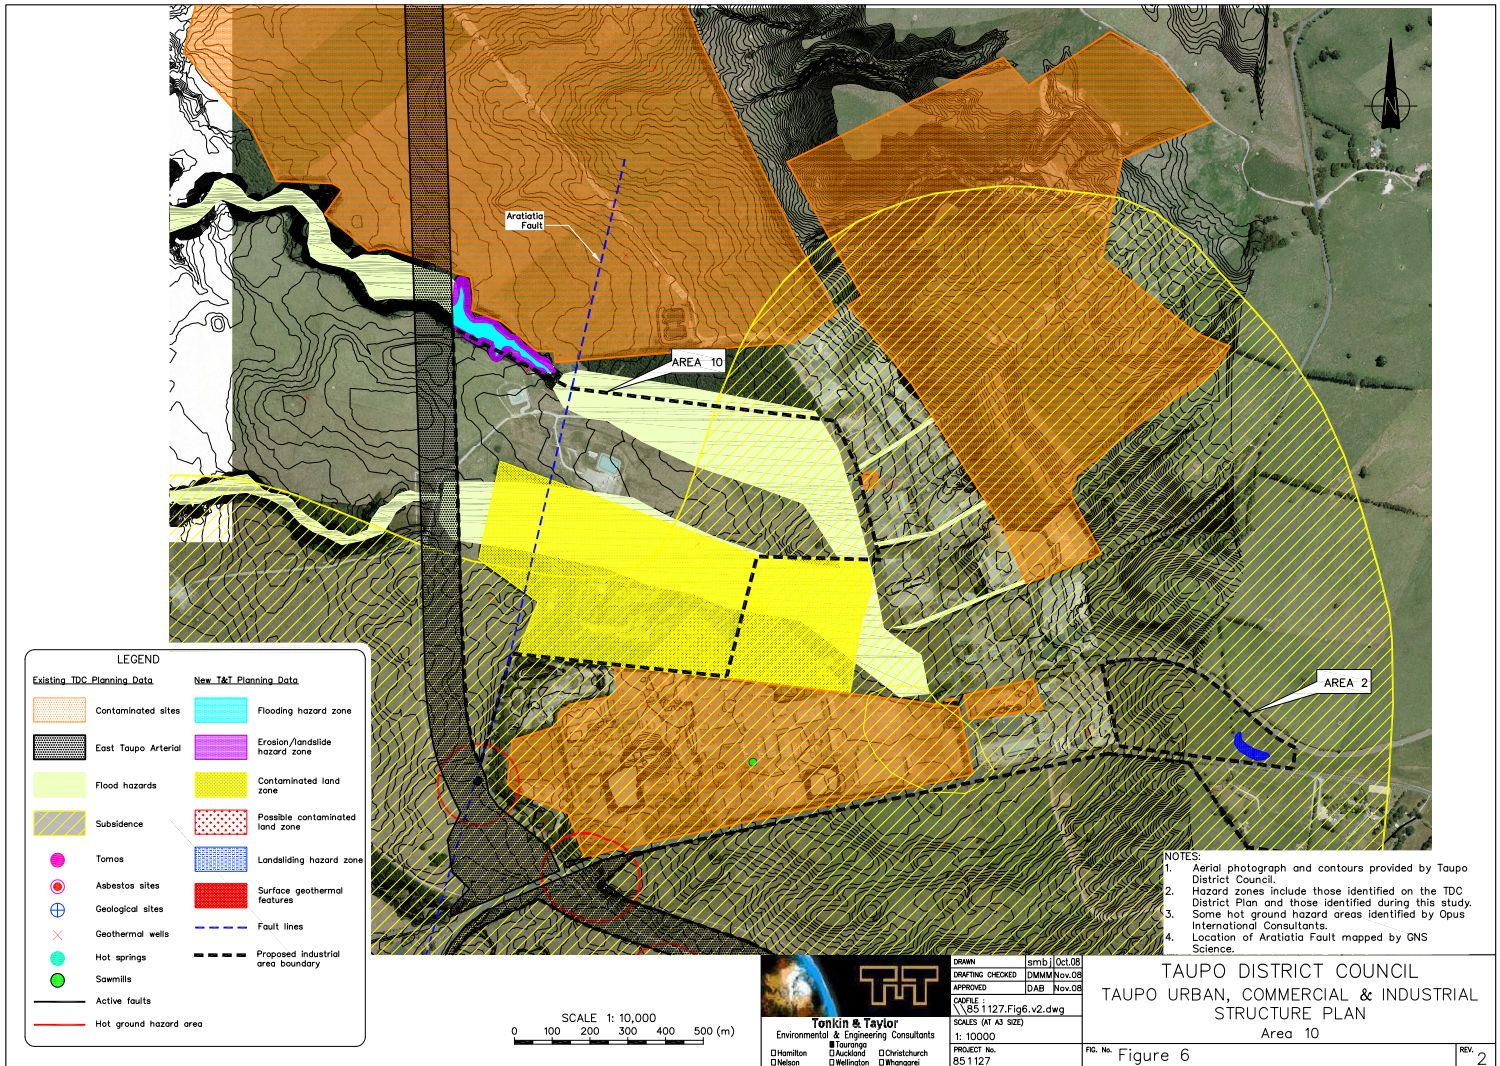 Aratiatia
Fault
AREA 10
AREA 2
N
LEGEND
Existing TDC Planning Data
New T&T Planning Data
Contaminated sites
East Taupo Arterial
Flood hazards
Subsidence
Tomos
Asbestos sites
Geological sites
Geothermal wells
Hot springs
Sawmills
Active faults
Hot ground hazard area
Flooding hazard zone
Erosion/landslide
hazard zone
Contaminated land
zone
Possible contaminated
land zone
Landsliding hazard zone
Surface geothermal
features
Fault lines
Proposed industrial
area boundary
NOTES:
1. Aerial photograph and contours provided by Taupo
District Council.
2. Hazard zones include those identified on the TDC
District Plan and those identified during this study.
3. Some hot ground hazard areas identified by Opus
International Consultants.
4. Location of Aratiatia Fault mapped by GNS
Science.
SCALE 1: 10,000
0 100 200 300 400 500 (m)
T&T
Tonkin & Taylor
Environmental & Engineering Consultants
Tauranga
Hamilton Auckland Christchurch
Nelson Wellington Whangarei
DRAWN smbj Oct.08
DRAFTING CHECKED DMMM Nov.08
APPROVED DAB Nov.08
CADFILE :
\\851127.Fig6.v2.dwg
SCALES (AT A3 SIZE)
1: 10000
PROJECT No.
851127
TAUPO DISTRICT COUNCIL
TAUPO URBAN, COMMERCIAL & INDUSTRIAL
STRUCTURE PLAN
Area 10
FIG. No. Figure 6
REV. 2